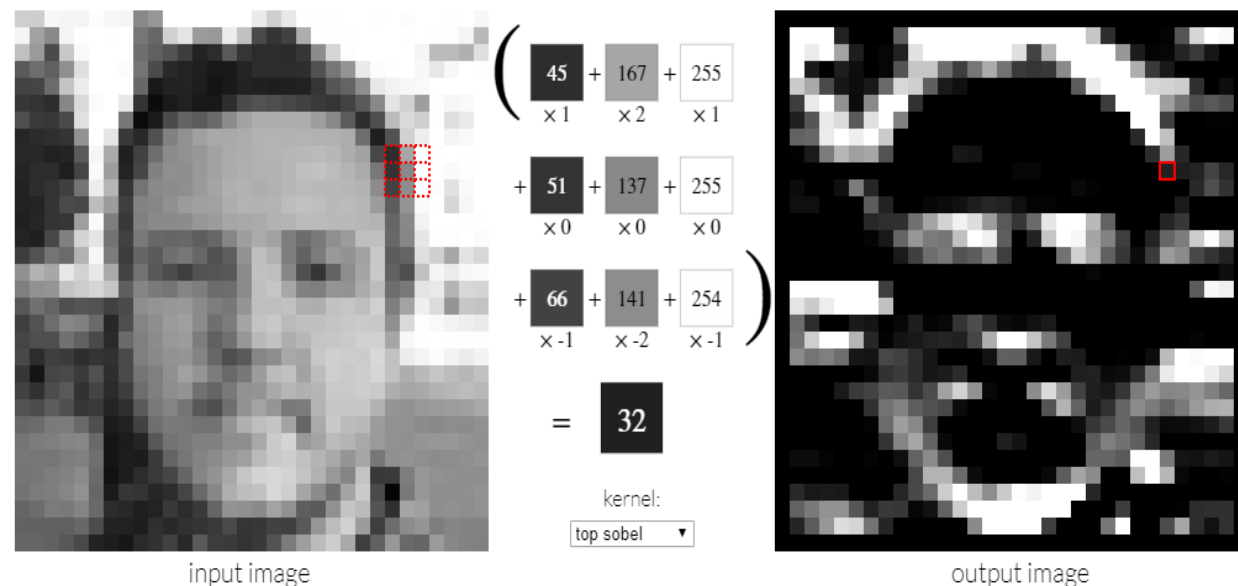 ( 45 + 167 + 255
×1 ×2 ×1
+ 51 + 137 + 255
×0 ×0 ×0
+ 66 + 141 + 254 )
×-1 ×-2 ×-1
= 32
kernel:
top sobel ▼
input image
output image